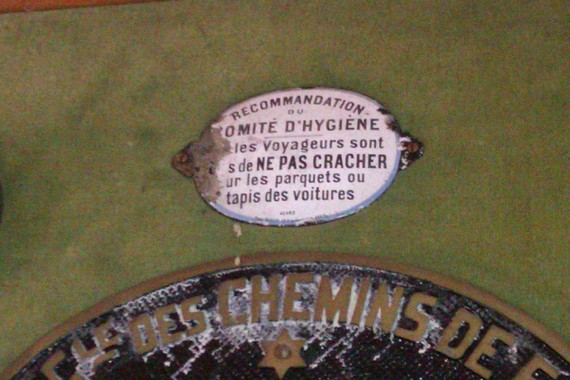 RECOMMANDATION
DU
OMITÉ D'HYGIÈNE
les Voyageurs sont
s de NE PAS CRACHER
ur les parquets ou
tapis des voitures
Cie DES CHEMINS DE F